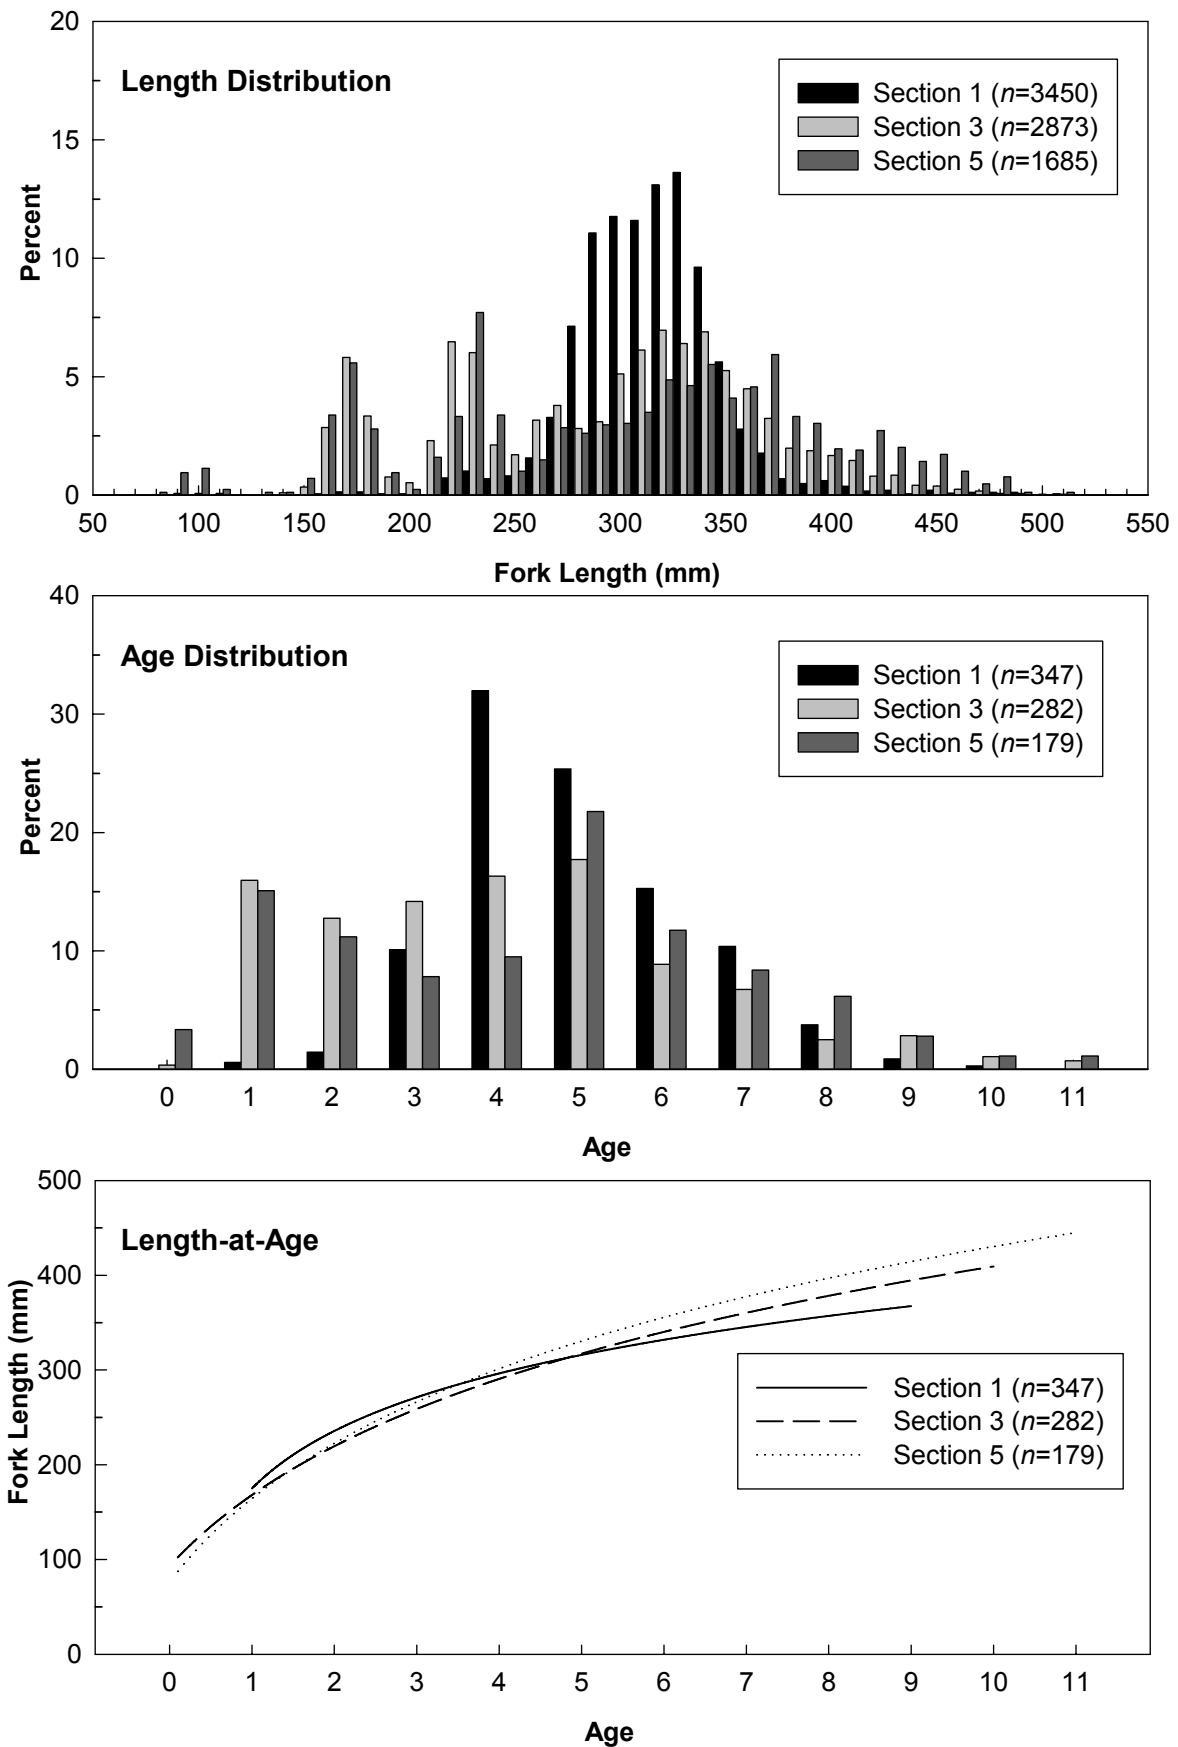 20
Length Distribution
Section 1 (n=3450)
Section 3 (n=2873)
Section 5 (n=1685)
15
Percent
10
5
0
50 100 150 200 250 300 350 400 450 500 550
Fork Length (mm)
40
Age Distribution
Section 1 (n=347)
Section 3 (n=282)
Section 5 (n=179)
30
Percent
20
10
0
0 1 2 3 4 5 6 7 8 9 10 11
Age
500
Length-at-Age
400
Fork Length (mm)
300
Section 1 (n=347)
Section 3 (n=282)
Section 5 (n=179)
200
100
0
0 1 2 3 4 5 6 7 8 9 10 11
Age